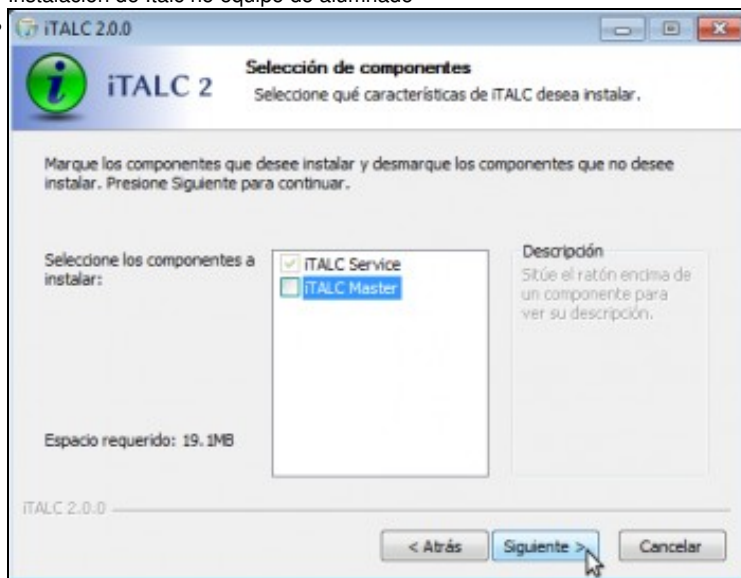 instalación de italc no equipo do alumnado
iTALC 2.0.0
iTALC 2
Selección de componentes
Seleccione qué características de iTALC desea instalar.
Marque los componentes que desee instalar y desmarque los componentes que no desee
instalar. Presione Siguiente para continuar.
Seleccione los componentes a
instalar:
iTALC Service
iTALC Master
Descripción
Sitúe el ratón encima de
un componente para
ver su descripción.
Espacio requerido: 19.1MB
iTALC 2.0.0
< Atrás
Siguiente >
Cancelar